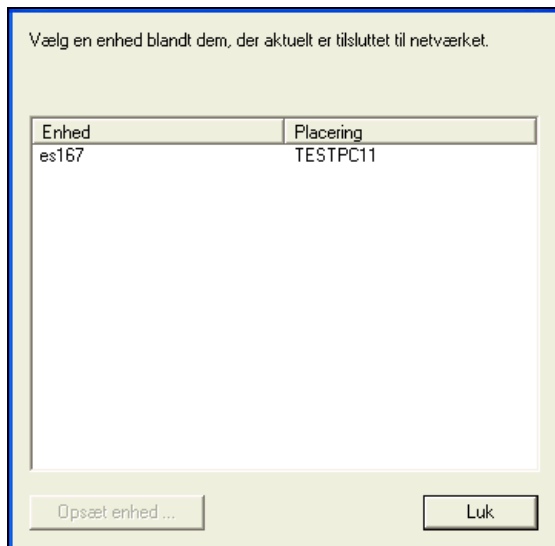 Vælg en enhed blandt dem, der aktuelt er tilsluttet til netværket.
Enhed Placering
es167 TESTPC11
Opsæt enhed ... Luk